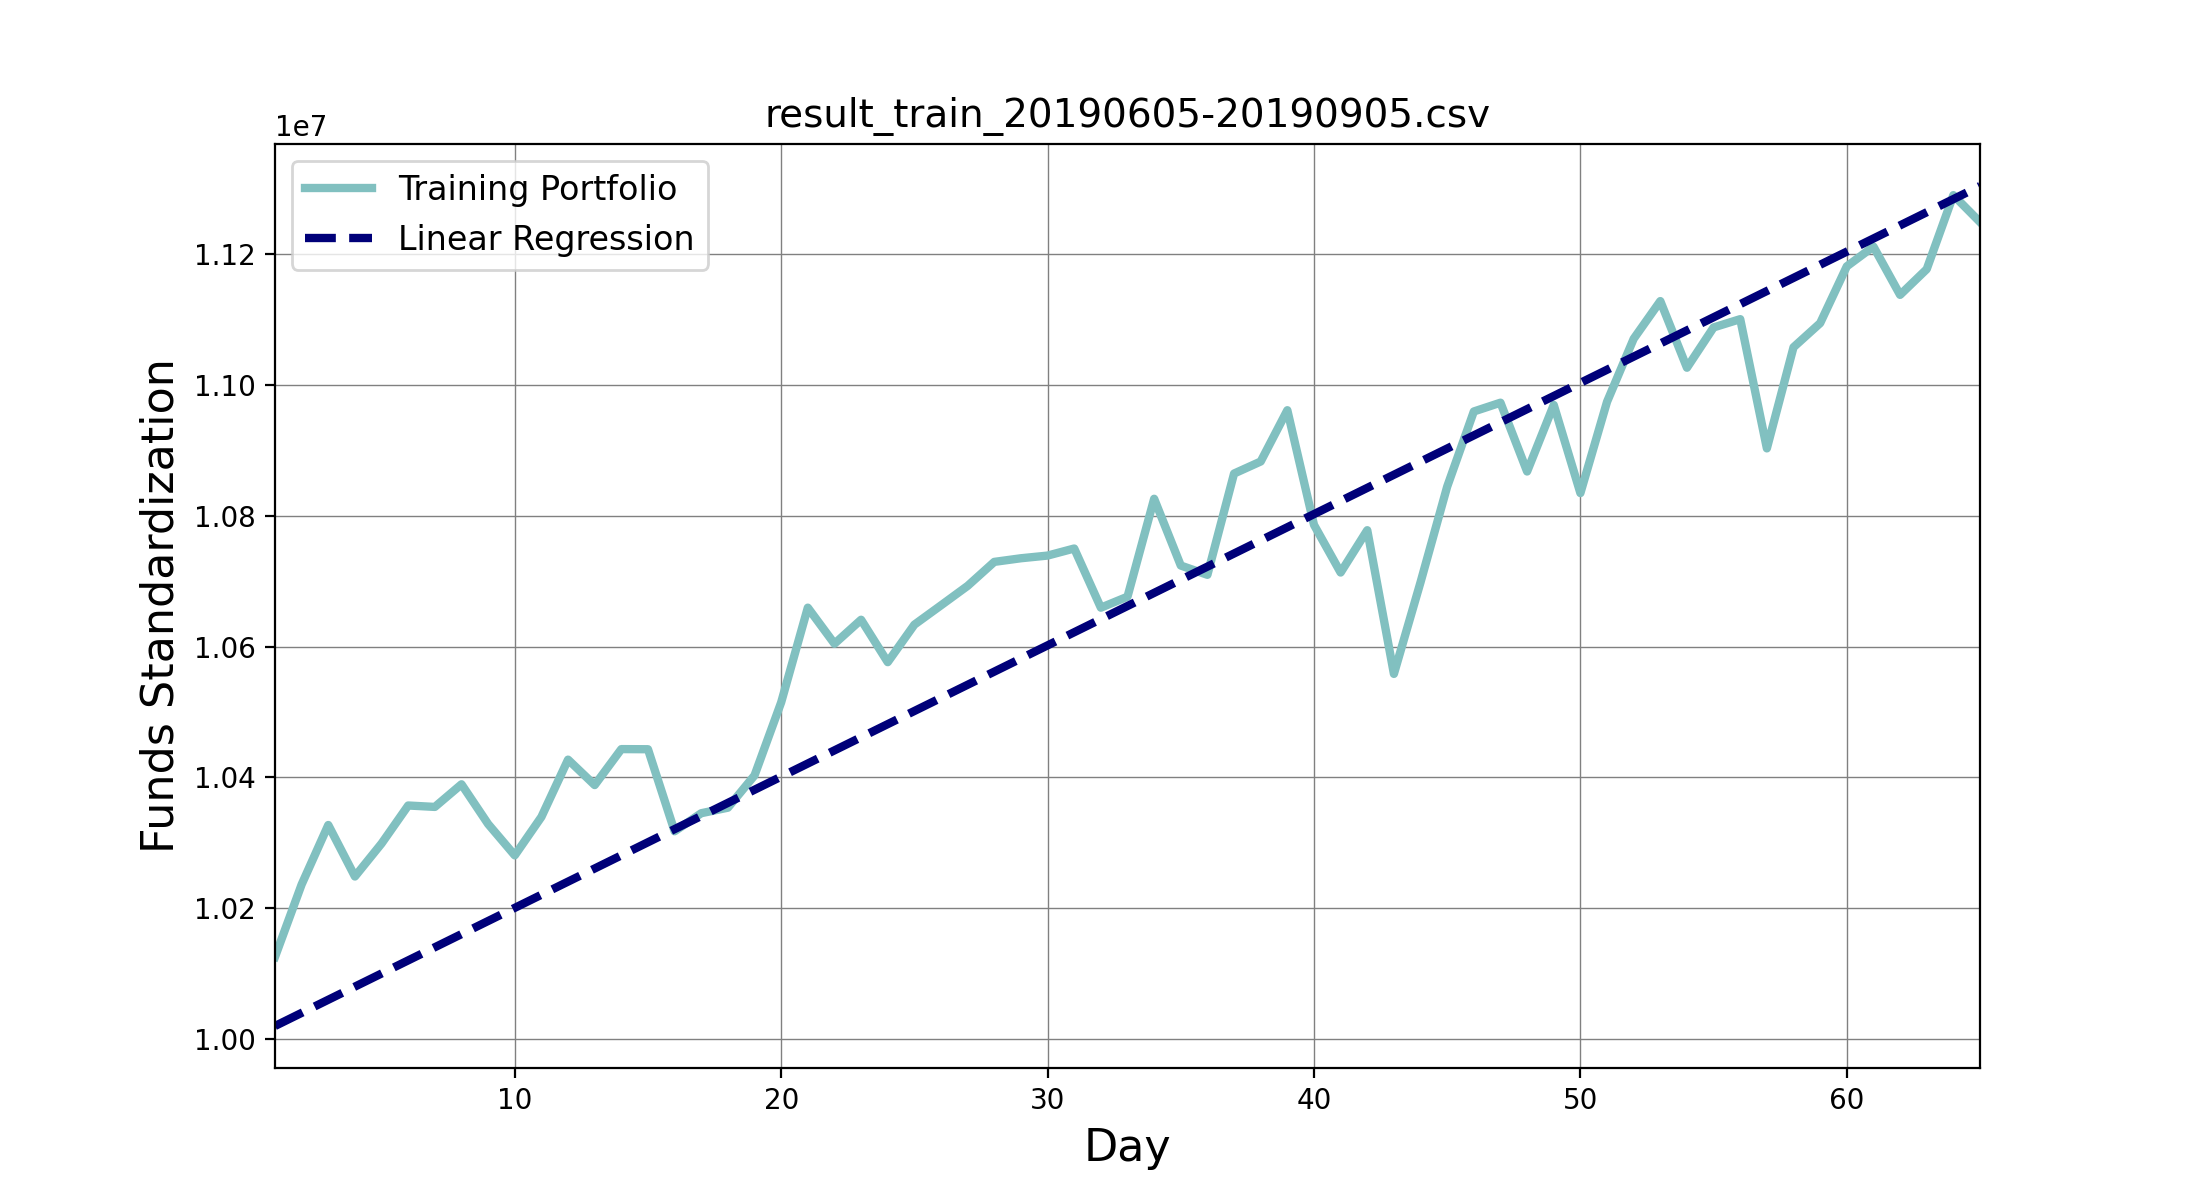 result_train_20190605-20190905.csv
1e7
Training Portfolio
Linear Regression
1.12
1.10
1.08
1.06
1.04
1.02
1.00
Funds Standardization
10 20 30 40 50 60
Day